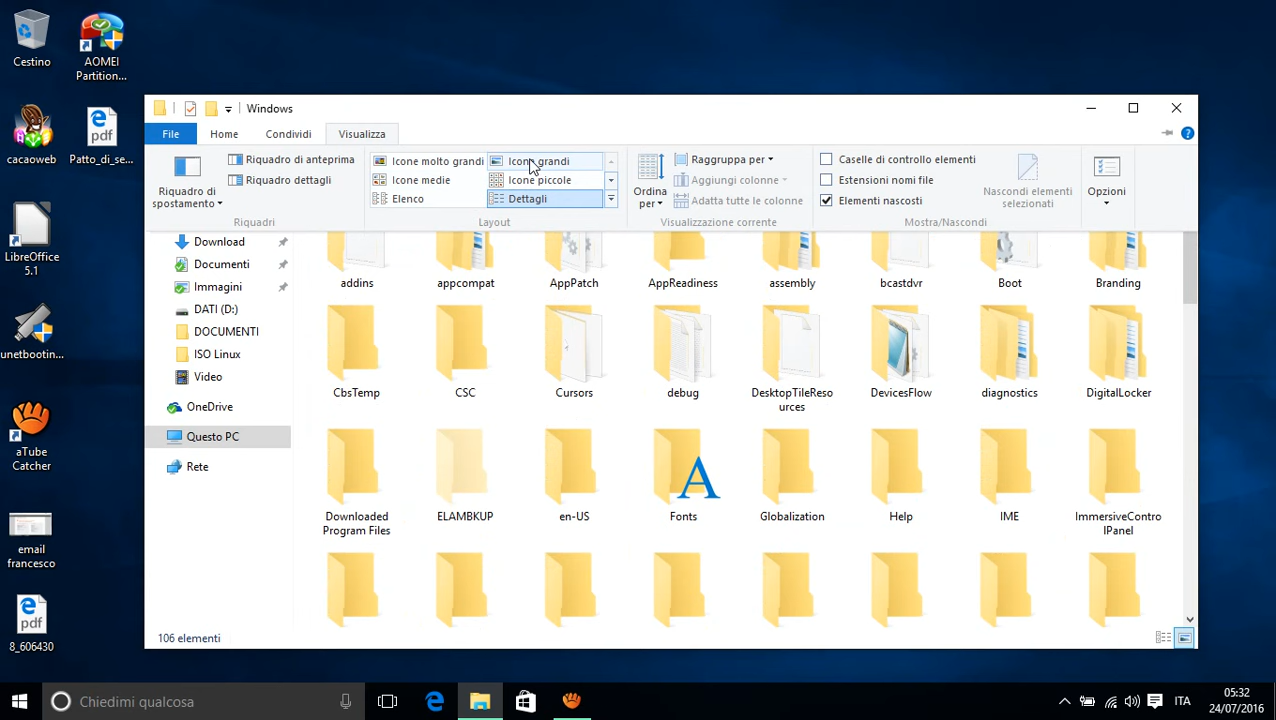 Cestino
AOMEI
Partition...
cacaoweb
pdf
Patto_di_se...
LibreOffice
5.1
unetbootin...
aTube
Catcher
email
francesco
pdf
8_606430
Windows
File
Home
Condividi
Visualizza
Riquadro di
spostamento
Riquadro di anteprima
Riquadro dettagli
Riquadri
Icone molto grandi
Icone grandi
Icone medie
Icone piccole
Elenco
Dettagli
Layout
Ordina
per
Raggruppa per
Aggiungi colonne
Adatta tutte le colonne
Visualizzazione corrente
Caselle di controllo elementi
Estensioni nomi file
Elementi nascosti
Nascondi elementi
selezionati
Mostra/Nascondi
Opzioni
Download
Documenti
Immagini
DATI (D:)
DOCUMENTI
ISO Linux
Video
OneDrive
Questo PC
Rete
addins
appcompat
AppPatch
AppReadiness
assembly
bcastdvr
Boot
Branding
CbsTemp
CSC
Cursors
debug
DesktopTileReso
urces
DevicesFlow
diagnostics
DigitalLocker
Downloaded
Program Files
ELAMBKUP
en-US
A
Fonts
Globalization
Help
IME
ImmersiveContro
lPanel
106 elementi
Chiedimi qualcosa
ITA
05:32
24/07/2016